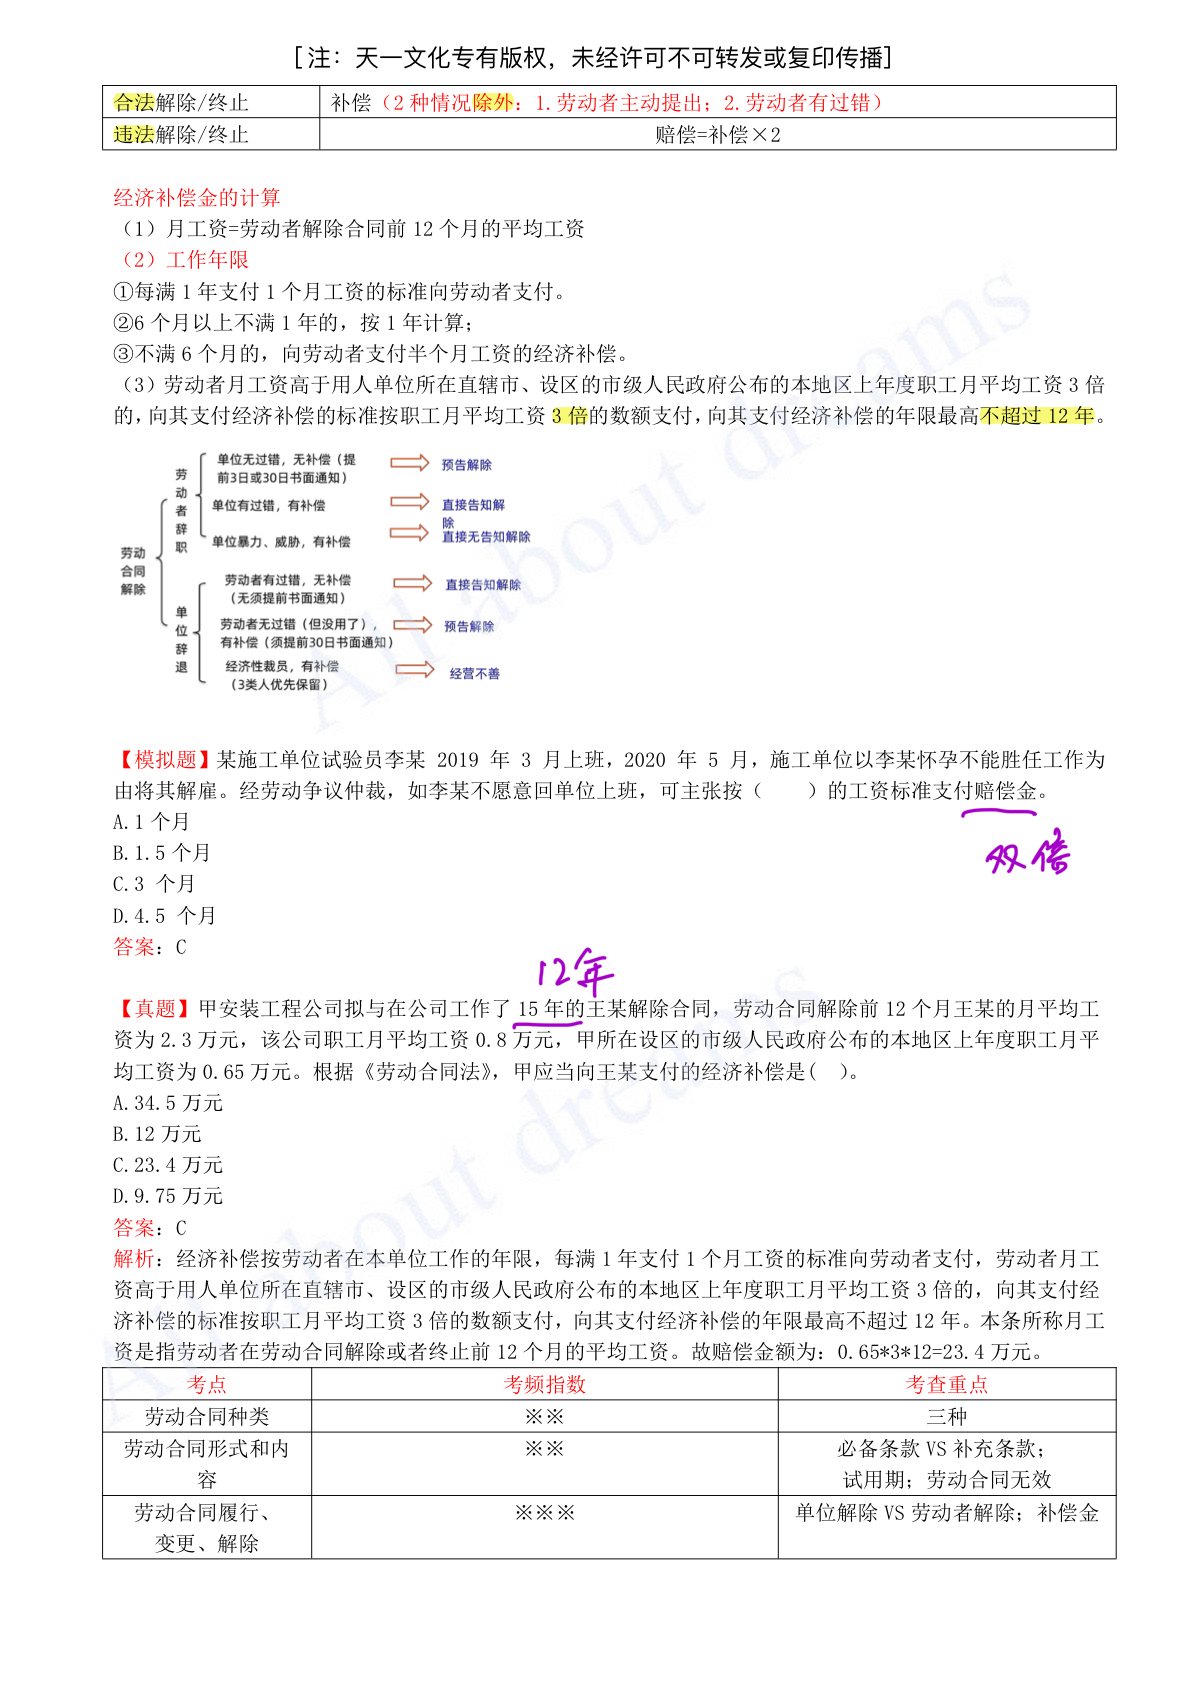 [注：天一文化专有版权，未经许可不可转发或复印传播]
合法解除/终止 补偿（2种情况除外：1.劳动者主动提出；2.劳动者有过错）
违法解除/终止 赔偿=补偿×2
经济补偿金的计算
（1）月工资=劳动者解除合同前12个月的平均工资
（2）工作年限
①每满1年支付1个月工资的标准向劳动者支付。
②6个月以上不满1年的，按1年计算；
③不满6个月的，向劳动者支付半个月工资的经济补偿。
（3）劳动者月工资高于用人单位所在直辖市、设区的市级人民政府公布的本地区上年度职工月平均工资3倍
的，向其支付经济补偿的标准按职工月平均工资3倍的数额支付，向其支付经济补偿的年限最高不超过12年。
劳动合同解除
劳动者辞职
单位无过错，无补偿（提前3日或30日书面通知） 预告解除
单位有过错，有补偿 直接告知解除
单位暴力、威胁，有补偿 直接无告知解除
单位辞退
劳动者有过错，无补偿（无须提前书面通知） 直接告知解除
劳动者无过错（但没用了），有补偿（须提前30日书面通知） 预告解除
经济性裁员，有补偿（3类人优先保留） 经营不善
【模拟题】某施工单位试验员李某 2019 年 3 月上班，2020 年 5 月，施工单位以李某怀孕不能胜任工作为
由将其解雇。经劳动争议仲裁，如李某不愿意回单位上班，可主张按（　　）的工资标准支付赔偿金。
双倍
A.1个月
B.1.5个月
C.3 个月
D.4.5 个月
答案：C
12年
【真题】甲安装工程公司拟与在公司工作了15年的王某解除合同，劳动合同解除前12个月王某的月平均工
资为2.3万元，该公司职工月平均工资0.8万元，甲所在设区的市级人民政府公布的本地区上年度职工月平
均工资为0.65万元。根据《劳动合同法》，甲应当向王某支付的经济补偿是(　)。
A.34.5万元
B.12万元
C.23.4万元
D.9.75万元
答案：C
解析：经济补偿按劳动者在本单位工作的年限，每满1年支付1个月工资的标准向劳动者支付，劳动者月工
资高于用人单位所在直辖市、设区的市级人民政府公布的本地区上年度职工月平均工资3倍的，向其支付经
济补偿的标准按职工月平均工资3倍的数额支付，向其支付经济补偿的年限最高不超过12年。本条所称月工
资是指劳动者在劳动合同解除或者终止前12个月的平均工资。故赔偿金额为：0.65*3*12=23.4万元。
考点 考频指数 考查重点
劳动合同种类 ※※ 三种
劳动合同形式和内容 ※※ 必备条款VS补充条款；
试用期；劳动合同无效
劳动合同履行、变更、解除 ※※※ 单位解除VS劳动者解除；补偿金
All about dreams
All about dreams